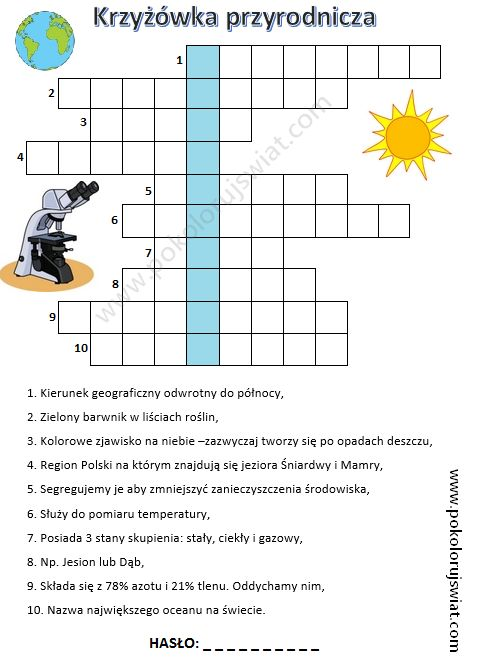 Krzyżówka przyrodnicza
1
2
3
4
5
6
7
8
9
10
www.pokolorujswiat.com
1. Kierunek geograficzny odwrotny do północy,
2. Zielony barwnik w liściach roślin,
3. Kolorowe zjawisko na niebie –zazwyczaj tworzy się po opadach deszczu,
4. Region Polski na którym znajdują się jeziora Śniardwy i Mamry,
5. Segregujemy je aby zmniejszyć zanieczyszczenia środowiska,
6. Służy do pomiaru temperatury,
7. Posiada 3 stany skupienia: stały, ciekły i gazowy,
8. Np. Jesion lub Dąb,
9. Składa się z 78% azotu i 21% tlenu. Oddychamy nim,
10. Nazwa największego oceanu na świecie.
www.pokolorujswiat.com
HASŁO: _ _ _ _ _ _ _ _ _ _